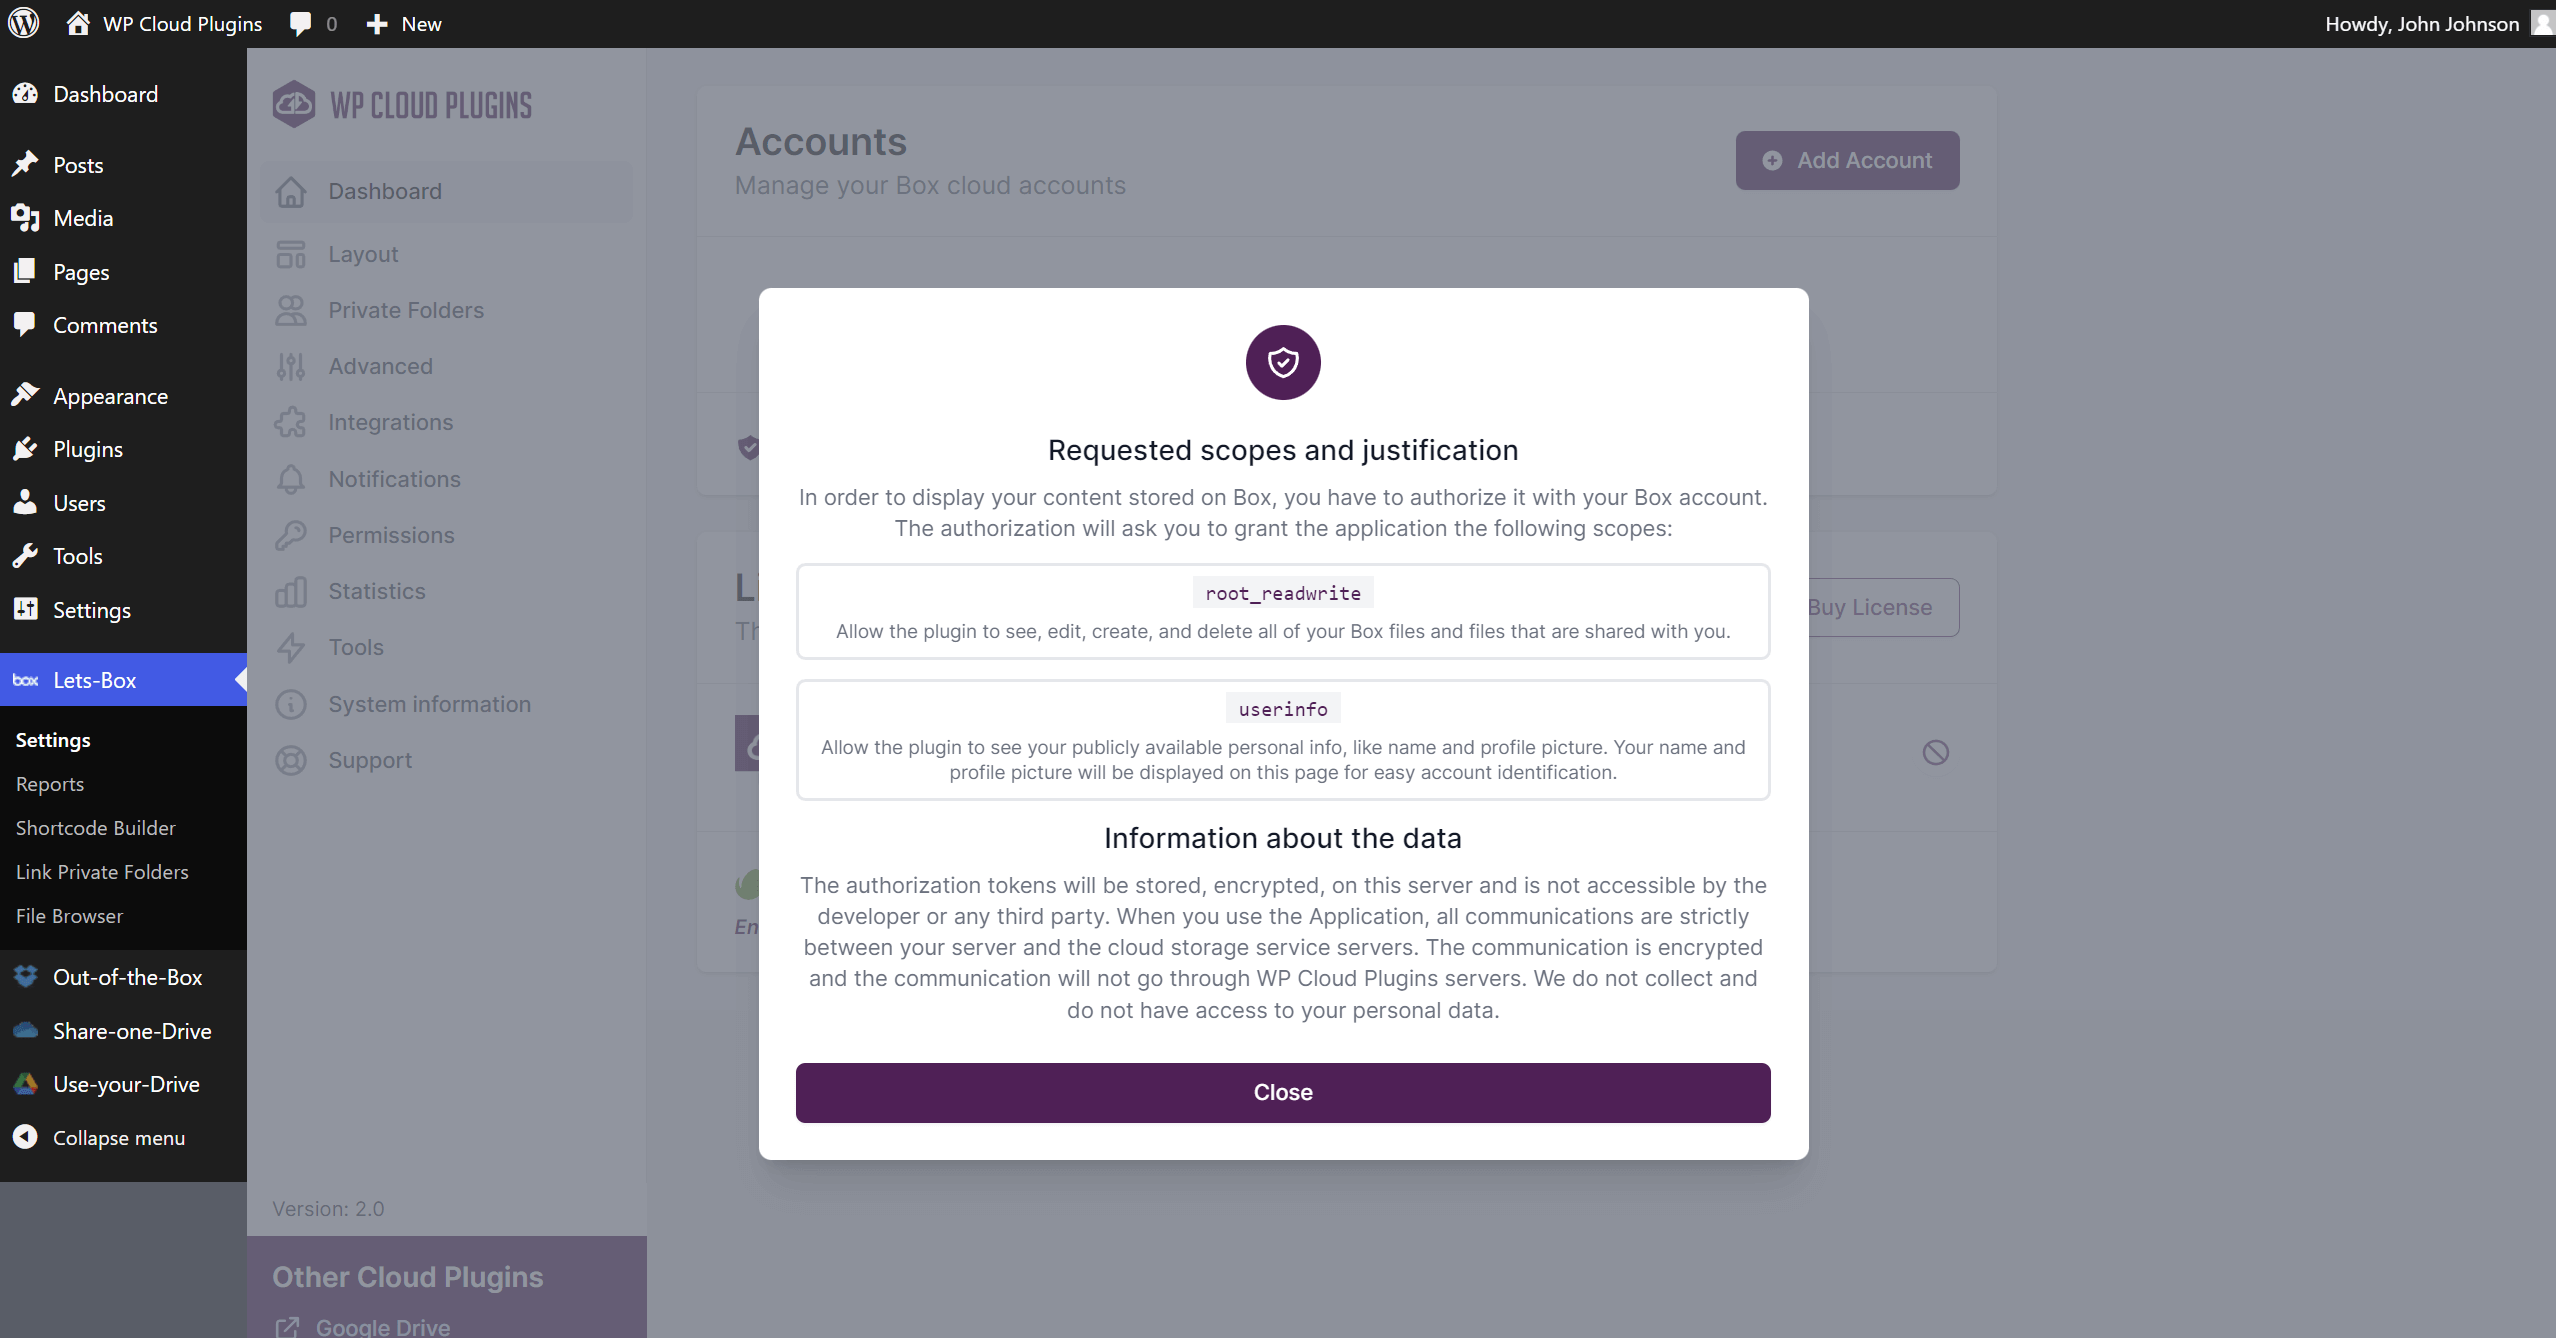 WP Cloud Plugins
0
New
Howdy, John Johnson
Dashboard
Posts
Media
Pages
Comments
Appearance
Plugins
Users
Tools
Settings
box
Lets-Box
Settings
Reports
Shortcode Builder
Link Private Folders
File Browser
Out-of-the-Box
Share-one-Drive
Use-your-Drive
Collapse menu
WP CLOUD PLUGINS
Dashboard
Layout
Private Folders
Advanced
Integrations
Notifications
Permissions
Statistics
Tools
System information
Support
Version: 2.0
Other Cloud Plugins
Google Drive
Accounts
Manage your Box cloud accounts
Add Account
Buy License
Requested scopes and justification
In order to display your content stored on Box, you have to authorize it with your Box account.
The authorization will ask you to grant the application the following scopes:
root_readwrite
Allow the plugin to see, edit, create, and delete all of your Box files and files that are shared with you.
userinfo
Allow the plugin to see your publicly available personal info, like name and profile picture. Your name and
profile picture will be displayed on this page for easy account identification.
Information about the data
The authorization tokens will be stored, encrypted, on this server and is not accessible by the
developer or any third party. When you use the Application, all communications are strictly
between your server and the cloud storage service servers. The communication is encrypted
and the communication will not go through WP Cloud Plugins servers. We do not collect and
do not have access to your personal data.
Close